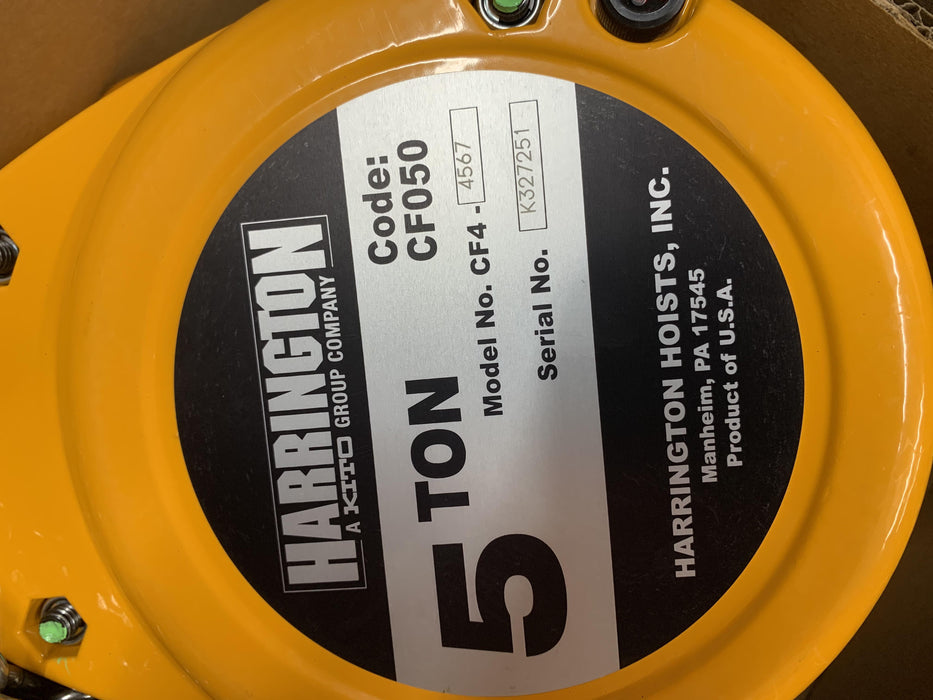 HARRINGTON
A KITO GROUP COMPANY
5 TON
Code:
CF050
Model No. CF4 - 4567
Serial No. K327251
HARRINGTON HOISTS, INC.
Manheim, PA 17545
Product of U.S.A.